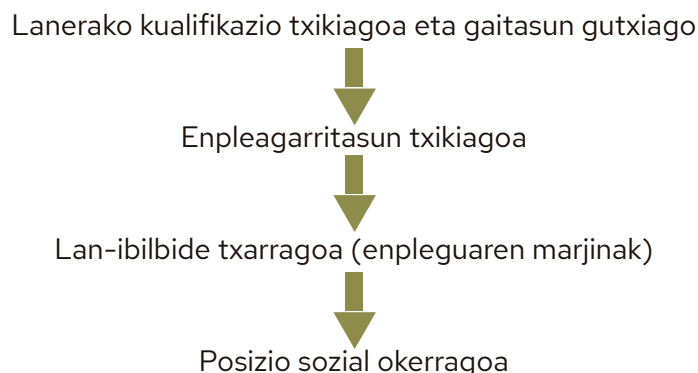 Lanerako kualifikazio txikiagoa eta gaitasun gutxiago
Enpleagarritasun txikiagoa
Lan-ibilbide txarragoa (enpleguaren marjinak)
Posizio sozial okerragoa